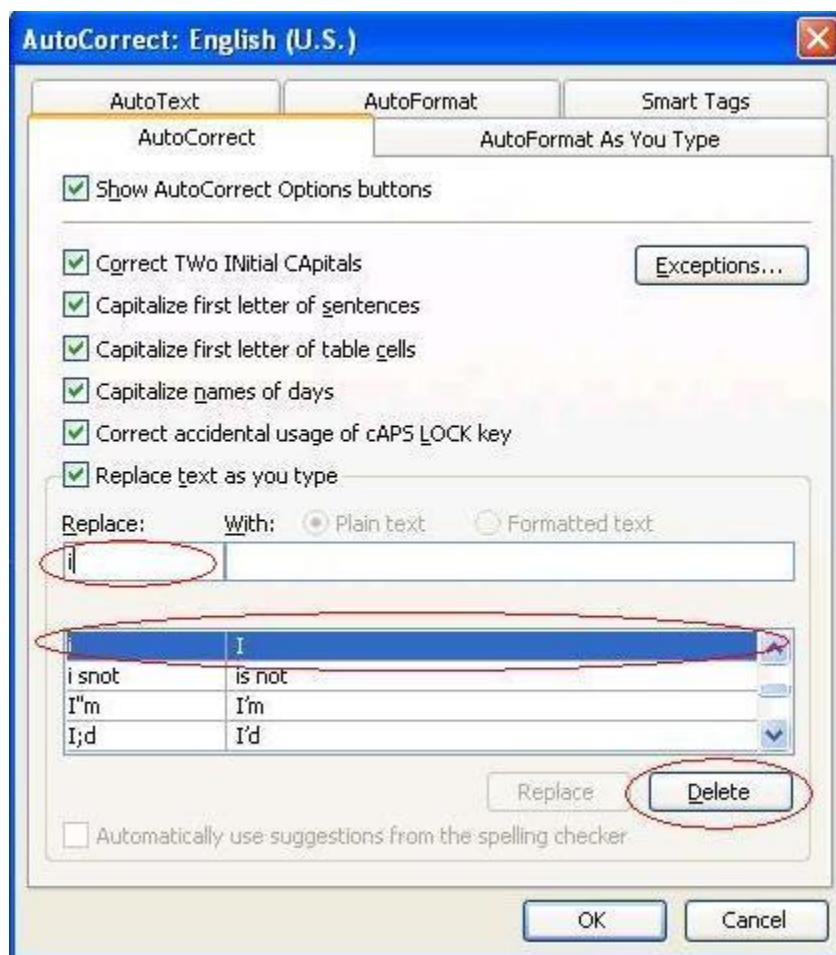 AutoCorrect: English (U.S.)
AutoText AutoFormat Smart Tags
AutoCorrect AutoFormat As You Type
Show AutoCorrect Options buttons
Correct TWo INitial CApitals Exceptions...
Capitalize first letter of sentences
Capitalize first letter of table cells
Capitalize names of days
Correct accidental usage of cAPS LOCK key
Replace text as you type
Replace: With: Plain text Formatted text
i
i I
i snot is not
I"m I'm
I;d I'd
Replace Delete
Automatically use suggestions from the spelling checker
OK Cancel